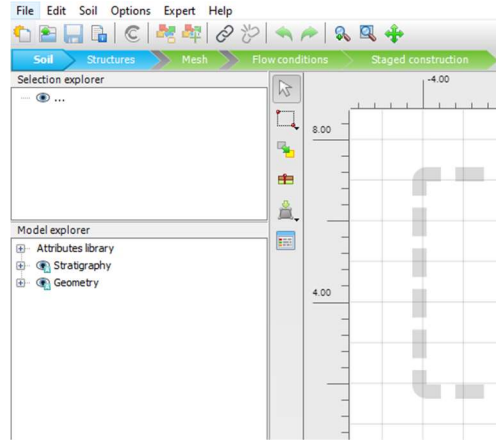 File Edit Soil Options Expert Help
Soil Structures Mesh Flow conditions Staged construction
Selection explorer
...
-4.00
8.00
Model explorer
Attributes library
Stratigraphy
Geometry
4.00